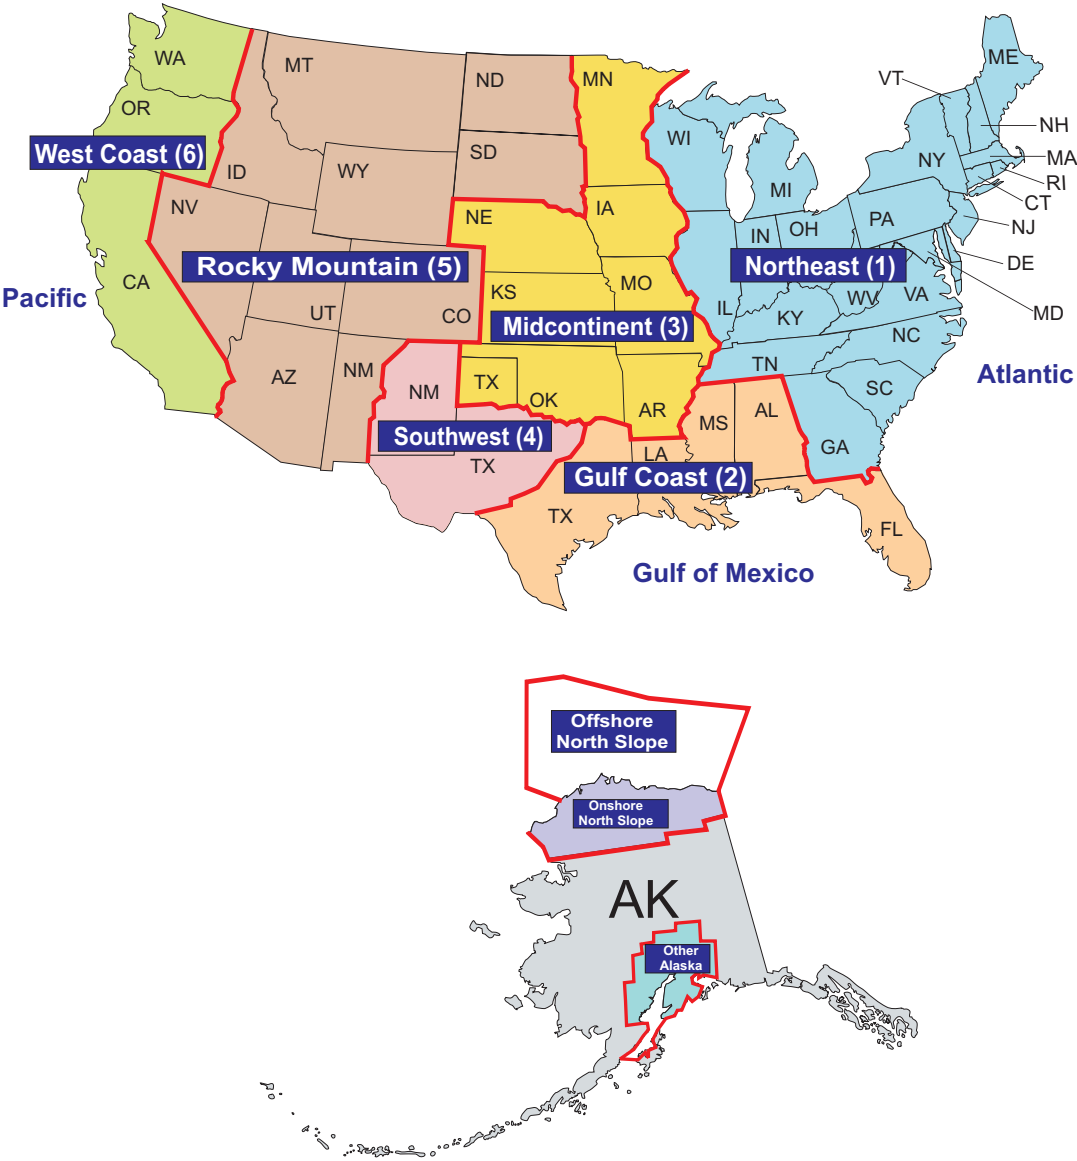 WA
MT
ND
MN
ME
VT
OR
WI
NH
West Coast (6)
ID
WY
SD
MI
NY
MA
RI
CT
NV
NE
IA
IN
OH
PA
NJ
Pacific
CA
Rocky Mountain (5)
Northeast (1)
DE
UT
CO
KS
MO
IL
KY
WV
VA
MD
Midcontinent (3)
NC
AZ
NM
NM
TX
OK
TN
Atlantic
AR
MS
AL
SC
Southwest (4)
GA
TX
LA
Gulf Coast (2)
TX
FL
Gulf of Mexico
Offshore
North Slope
Onshore
North Slope
AK
Other
Alaska